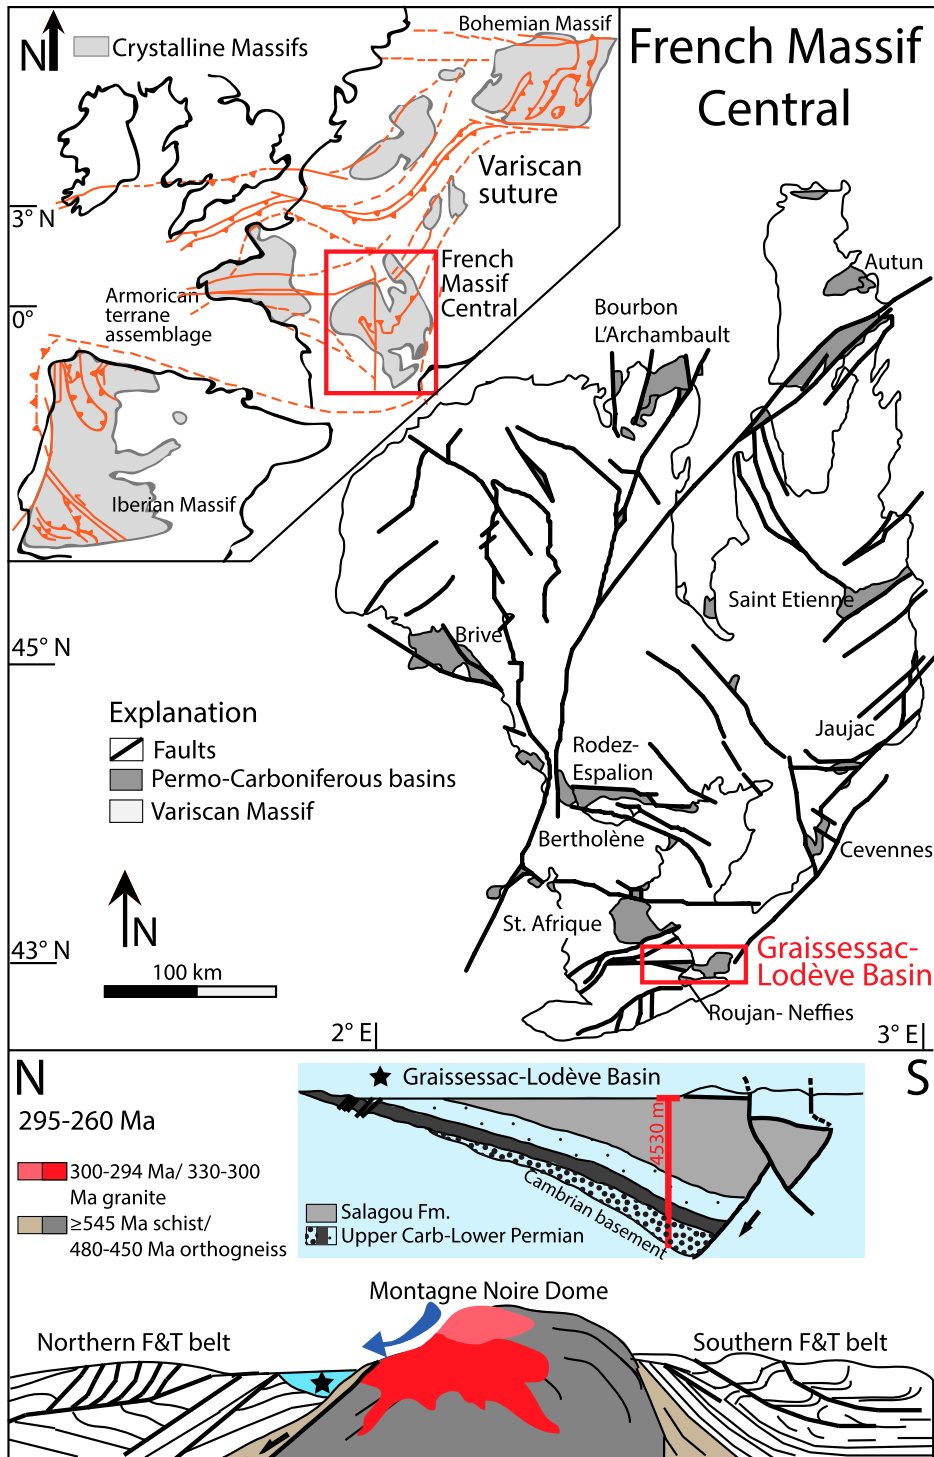 French Massif
Central
N
Crystalline Massifs
Bohemian Massif
Variscan
suture
3° N
0°
French
Massif
Central
Armorican
terrane
assemblage
Iberian Massif
Autun
Bourbon
L'Archambault
Saint Etienne
Brive
45° N
Explanation
Faults
Permo-Carboniferous basins
Variscan Massif
Jaujac
Rodez-
Espalion
Bertholène
Cevennes
N
St. Afrique
43° N
100 km
Graissessac-
Lodève Basin
Roujan- Neffies
2° E
3° E
N
S
Graissessac-Lodève Basin
295-260 Ma
4530 m
300-294 Ma/ 330-300
Ma granite
Cambrian basement
Salagou Fm.
Upper Carb-Lower Permian
≥545 Ma schist/
480-450 Ma orthogneiss
Montagne Noire Dome
Northern F&T belt
Southern F&T belt